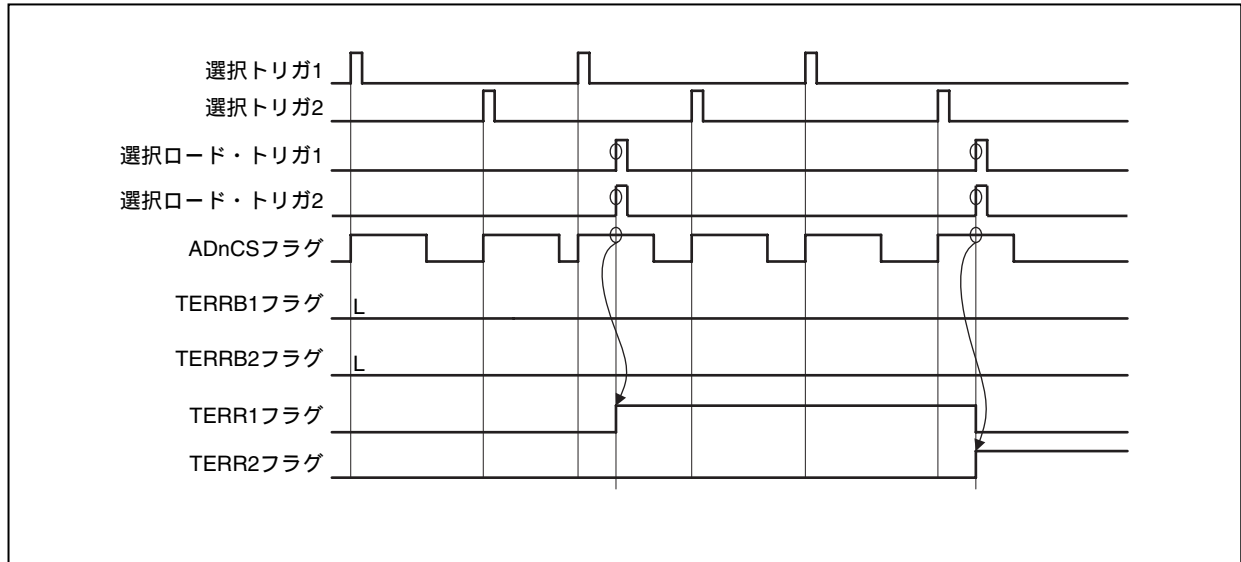 選択トリガ1
選択トリガ2
選択ロード・トリガ1
選択ロード・トリガ2
ADnCSフラグ
TERRB1フラグ
L
TERRB2フラグ
L
TERR1フラグ
TERR2フラグ